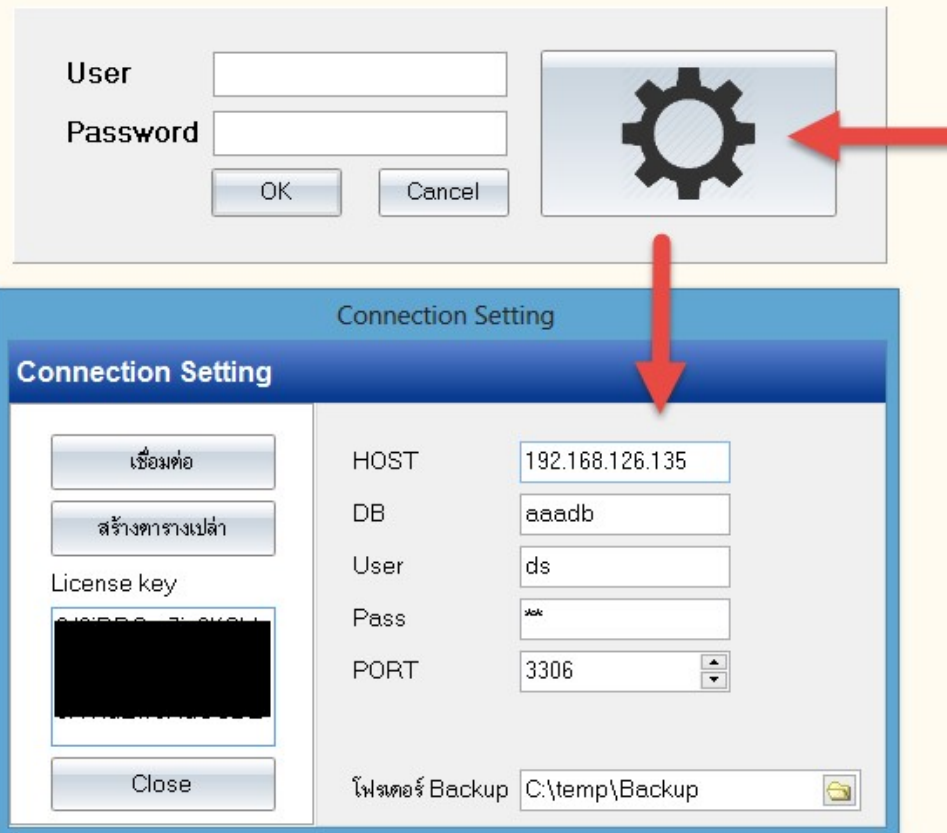 User
Password
OK
Cancel
Connection Setting
Connection Setting
เชื่อมต่อ
สร้างตารางเปล่า
License key
Close
HOST
192.168.126.135
DB
aaadb
User
ds
Pass
**
PORT
3306
โฟรเดอร์ Backup
C:\temp\Backup